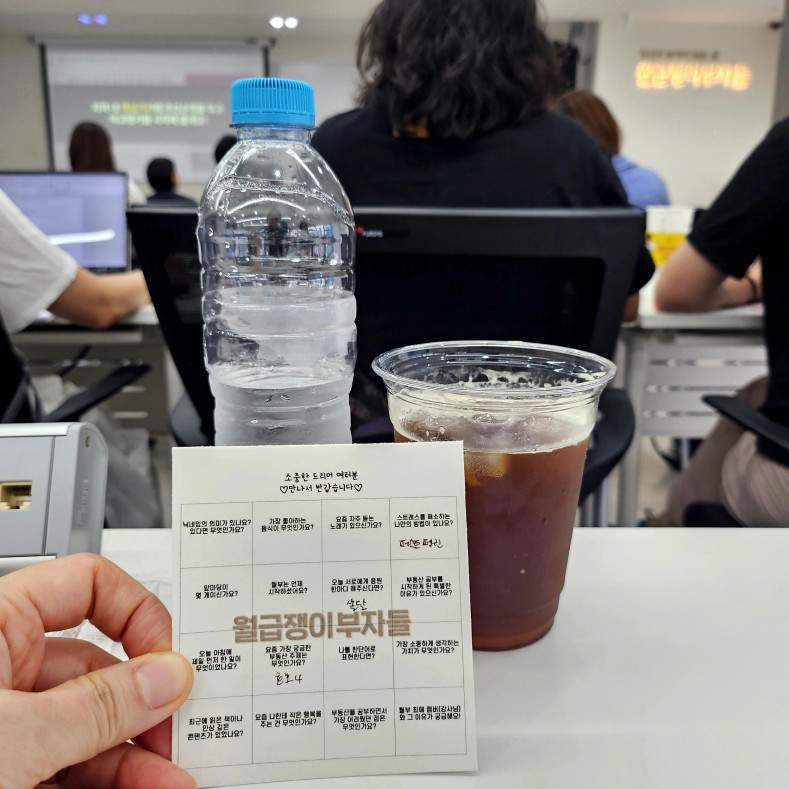 월급쟁이부자들
소중한 드리머 여러분
♡만나서 반갑습니다♡
닉네임의 의미가 있나요?
있다면 무엇인가요?
가장 좋아하는
음식이 무엇인가요?
요즘 자주 듣는
노래가 있으신가요?
스트레스를 해소하는
나만의 방법이 있나요?
앞마당이
몇 개이신가요?
월부는 언제
시작하셨어요?
오늘 서로에게 응원
한마디 해주신다면?
부동산 공부를
시작하게 된 특별한
이유가 있으신가요?
월급쟁이부자들
오늘 아침에
제일 먼저 한 일이
무엇이었나요?
요즘 가장 궁금한
부동산 주제는
무엇인가요?
나를 한단어로
표현한다면?
가장 소중하게 생각하는
가치가 무엇인가요?
최근에 읽은 책이나
인상 깊은
콘텐츠가 있었나요?
요즘 나한테 작은 행복을
주는 건 무엇인가요?
부동산을 공부하면서
가장 어려웠던 점은
무엇인가요?
월부 최애 멤버(강사님)
와 그 이유가 궁금해요!